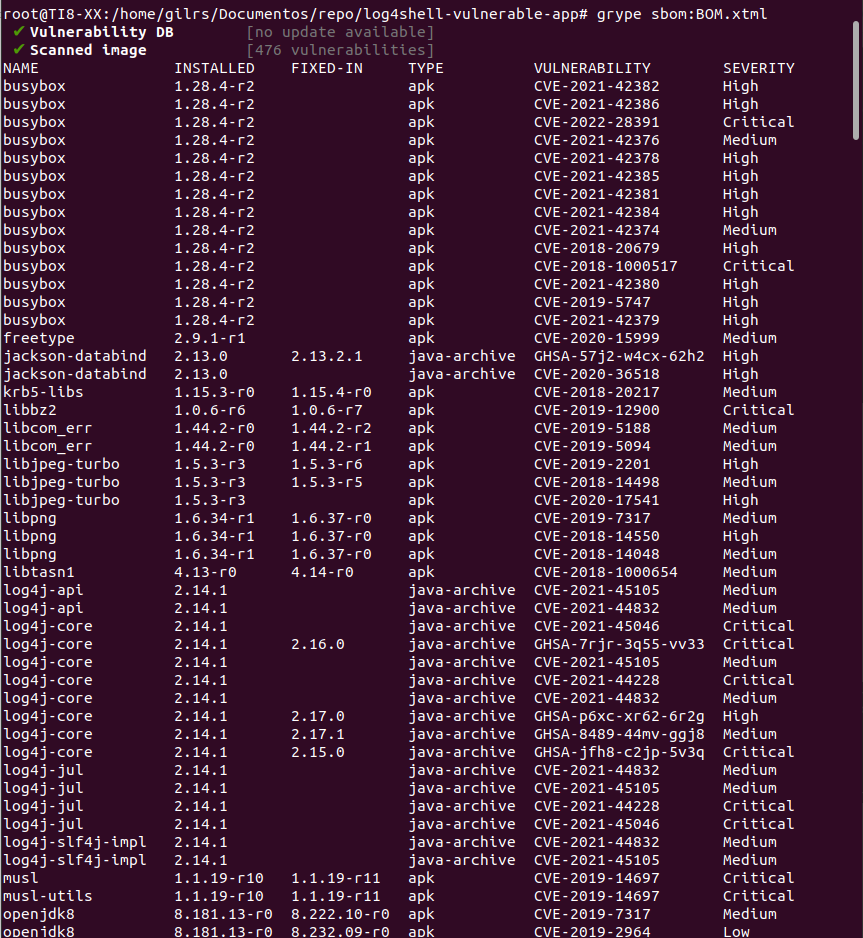 root@TI8-XX:/home/gilrs/Documentos/repo/log4shell-vulnerable-app# grype sbom:BOM.xtml
✔ Vulnerability DB [no update available]
✔ Scanned image [476 vulnerabilities]
NAME INSTALLED FIXED-IN TYPE VULNERABILITY SEVERITY
busybox 1.28.4-r2 apk CVE-2021-42382 High
busybox 1.28.4-r2 apk CVE-2021-42386 High
busybox 1.28.4-r2 apk CVE-2022-28391 Critical
busybox 1.28.4-r2 apk CVE-2021-42376 Medium
busybox 1.28.4-r2 apk CVE-2021-42378 High
busybox 1.28.4-r2 apk CVE-2021-42385 High
busybox 1.28.4-r2 apk CVE-2021-42381 High
busybox 1.28.4-r2 apk CVE-2021-42384 High
busybox 1.28.4-r2 apk CVE-2021-42374 Medium
busybox 1.28.4-r2 apk CVE-2018-20679 High
busybox 1.28.4-r2 apk CVE-2018-1000517 Critical
busybox 1.28.4-r2 apk CVE-2021-42380 High
busybox 1.28.4-r2 apk CVE-2019-5747 High
busybox 1.28.4-r2 apk CVE-2021-42379 High
freetype 2.9.1-r1 apk CVE-2020-15999 Medium
jackson-databind 2.13.0 2.13.2.1 java-archive GHSA-57j2-w4cx-62h2 High
jackson-databind 2.13.0 java-archive CVE-2020-36518 High
krb5-libs 1.15.3-r0 1.15.4-r0 apk CVE-2018-20217 Medium
libbz2 1.0.6-r6 1.0.6-r7 apk CVE-2019-12900 Critical
libcom_err 1.44.2-r0 1.44.2-r2 apk CVE-2019-5188 Medium
libcom_err 1.44.2-r0 1.44.2-r1 apk CVE-2019-5094 Medium
libjpeg-turbo 1.5.3-r3 1.5.3-r6 apk CVE-2019-2201 High
libjpeg-turbo 1.5.3-r3 1.5.3-r5 apk CVE-2018-14498 Medium
libjpeg-turbo 1.5.3-r3 apk CVE-2020-17541 High
libpng 1.6.34-r1 1.6.37-r0 apk CVE-2019-7317 Medium
libpng 1.6.34-r1 1.6.37-r0 apk CVE-2018-14550 High
libpng 1.6.34-r1 1.6.37-r0 apk CVE-2018-14048 Medium
libtasn1 4.13-r0 4.14-r0 apk CVE-2018-1000654 Medium
log4j-api 2.14.1 java-archive CVE-2021-45105 Medium
log4j-api 2.14.1 java-archive CVE-2021-44832 Medium
log4j-core 2.14.1 java-archive CVE-2021-45046 Critical
log4j-core 2.14.1 2.16.0 java-archive GHSA-7rjr-3q55-vv33 Critical
log4j-core 2.14.1 java-archive CVE-2021-45105 Medium
log4j-core 2.14.1 java-archive CVE-2021-44228 Critical
log4j-core 2.14.1 java-archive CVE-2021-44832 Medium
log4j-core 2.14.1 2.17.0 java-archive GHSA-p6xc-xr62-6r2g High
log4j-core 2.14.1 2.17.1 java-archive GHSA-8489-44mv-ggj8 Medium
log4j-core 2.14.1 2.15.0 java-archive GHSA-jfh8-c2jp-5v3q Critical
log4j-jul 2.14.1 java-archive CVE-2021-44832 Medium
log4j-jul 2.14.1 java-archive CVE-2021-45105 Medium
log4j-jul 2.14.1 java-archive CVE-2021-44228 Critical
log4j-jul 2.14.1 java-archive CVE-2021-45046 Critical
log4j-slf4j-impl 2.14.1 java-archive CVE-2021-44832 Medium
log4j-slf4j-impl 2.14.1 java-archive CVE-2021-45105 Medium
musl 1.1.19-r10 1.1.19-r11 apk CVE-2019-14697 Critical
musl-utils 1.1.19-r10 1.1.19-r11 apk CVE-2019-14697 Critical
openjdk8 8.181.13-r0 8.222.10-r0 apk CVE-2019-7317 Medium
openjdk8 8.181.13-r0 8.232.09-r0 apk CVE-2019-2964 Low